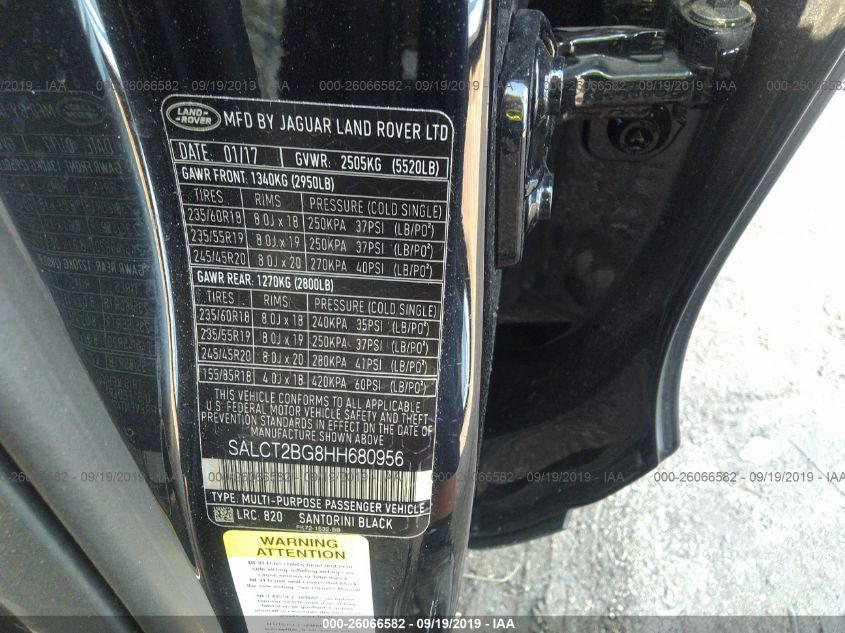 000-26066582 - 09/19/2019 - IAA
LAND ROVER
MFD BY JAGUAR LAND ROVER LTD
DATE: 01/17 GVWR: 2505KG (5520LB)
GAWR FRONT: 1340KG (2950LB)
TIRES RIMS PRESSURE (COLD SINGLE)
235/60R18 8.0J x 18 250KPA 37PSI (LB/PO²)
235/55R19 8.0J x 19 250KPA 37PSI (LB/PO²)
245/45R20 8.0J x 20 270KPA 40PSI (LB/PO²)
GAWR REAR: 1270KG (2800LB)
TIRES RIMS PRESSURE (COLD SINGLE)
235/60R18 8.0J x 18 240KPA 35PSI (LB/PO²)
235/55R19 8.0J x 19 250KPA 37PSI (LB/PO²)
245/45R20 8.0J x 20 280KPA 41PSI (LB/PO²)
155/85R18 4.0J x 18 420KPA 60PSI (LB/PO²)
THIS VEHICLE CONFORMS TO ALL APPLICABLE
U.S. FEDERAL MOTOR VEHICLE SAFETY AND THEFT
PREVENTION STANDARDS IN EFFECT ON THE DATE
OF MANUFACTURE SHOWN ABOVE
SALCT2BG8HH680956
TYPE: MULTI-PURPOSE PASSENGER VEHICLE
LRC: 820 SANTORINI BLACK
WARNING
ATTENTION